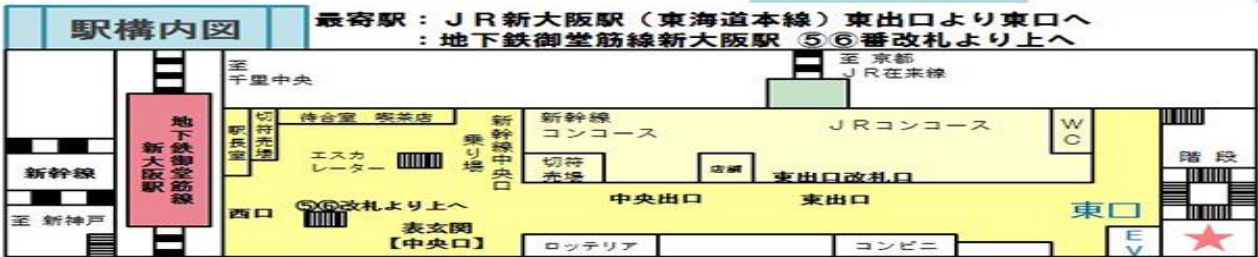 駅構内図
最寄駅：ＪＲ新大阪駅（東海道本線）東出口より東口へ
：地下鉄御堂筋線新大阪駅 ⑤⑥番改札より上へ
至
千里中央
至 京都
ＪＲ在来線
地下鉄御堂筋線
新大阪駅
新幹線
至 新神戸
駅長室
切符売場
待合室 喫茶店
エスカ
レーター
乗り場
新幹線中央口
新幹線
コンコース
切符
売場
店舗
ＪＲコンコース
ＷＣ
東出口改札口
階段
中央出口
東出口
東口
西口
⑤⑥改札より上へ
表玄関
【中央口】
ロッテリア
コンビニ
ＥＶ